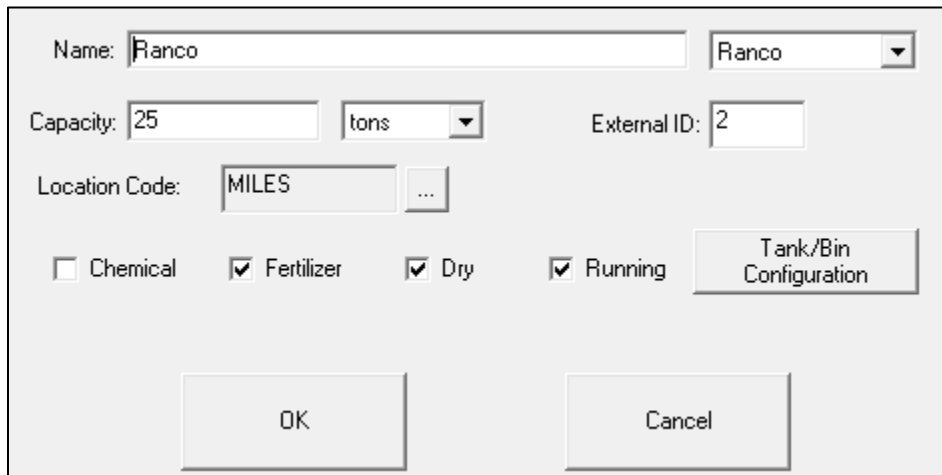 Name: Ranco Ranco
Capacity: 25 tons External ID: 2
Location Code: MILES ...
Chemical Fertilizer Dry Running Tank/Bin
Configuration
OK Cancel